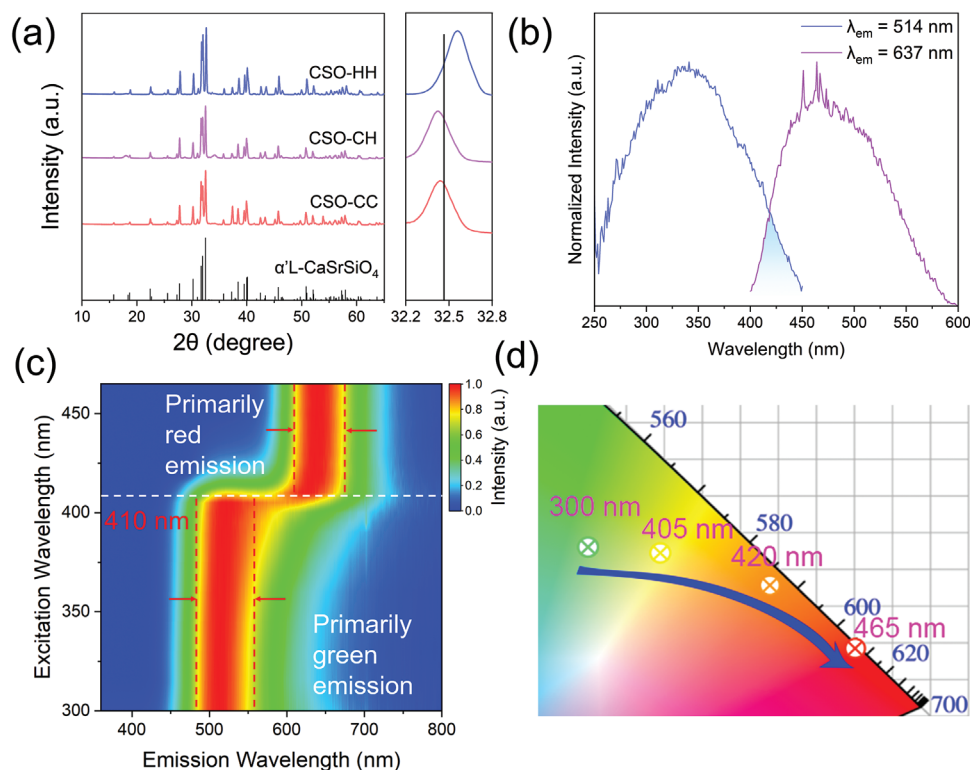 (a)
Intensity (a.u.)
CSO-HH
CSO-CH
CSO-CC
α'L-CaSrSiO₄
10 20 30 40 50 60
32.2 32.5 32.8
2θ (degree)
(b)
Normalized Intensity (a.u.)
λem = 514 nm
λem = 637 nm
250 300 350 400 450 500 550 600
Wavelength (nm)
(c)
Excitation Wavelength (nm)
450
400
350
300
Primarily
red
emission
410 nm
Primarily
green
emission
1.0
0.8
0.6
0.4
0.2
0.0
Intensity (a.u.)
400 500 600 700 800
Emission Wavelength (nm)
(d)
560
580
600
620
700
300 nm
405 nm
420 nm
465 nm